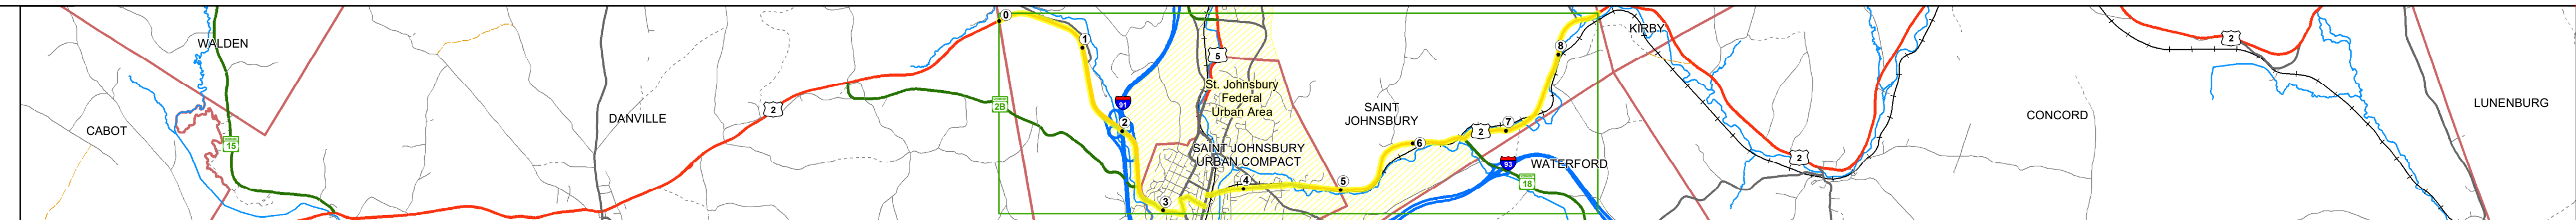 WALDEN
CABOT
15
DANVILLE
2
2B
0
1
91
2
3
5
St. Johnsbury
Federal
Urban Area
SAINT JOHNSBURY
URBAN COMPACT
4
5
SAINT
JOHNSBURY
6
2
7
8
93
18
WATERFORD
KIRBY
2
CONCORD
2
LUNENBURG